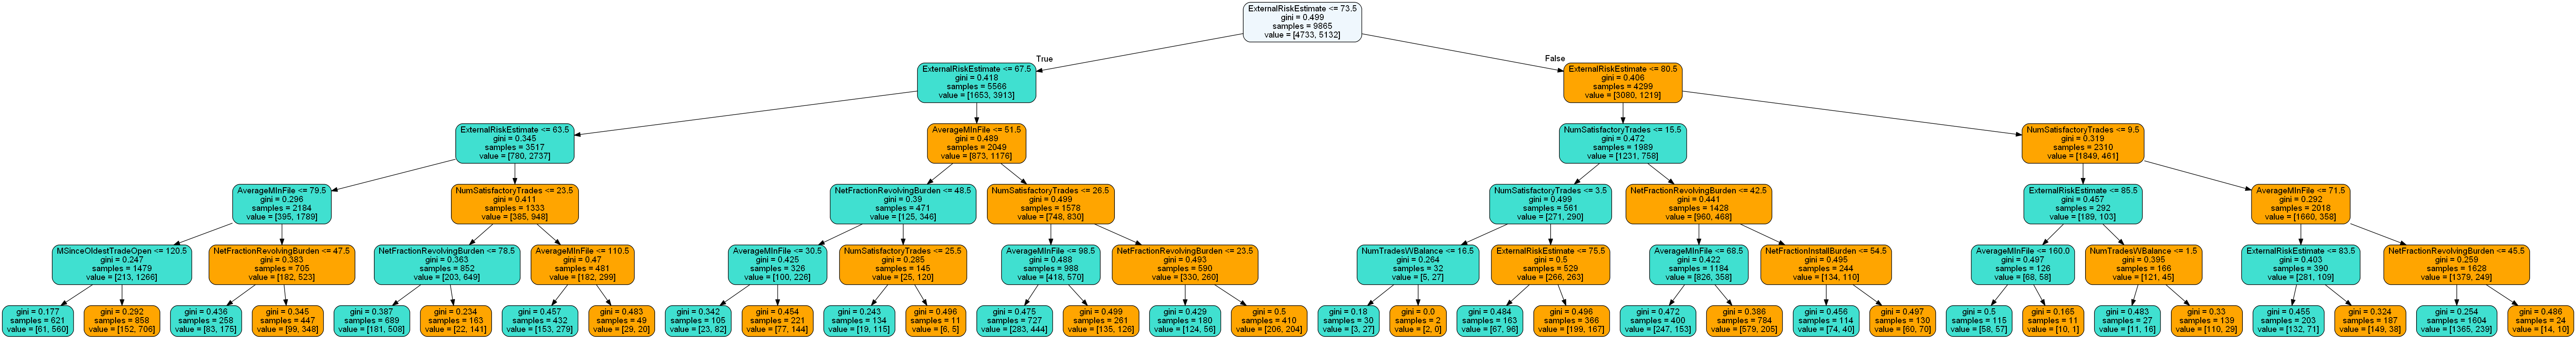 ExternalRiskEstimate <= 73.5
gini = 0.499
samples = 9865
value = [4733, 5132]
True
False
ExternalRiskEstimate <= 67.5
gini = 0.418
samples = 5566
value = [1653, 3913]
ExternalRiskEstimate <= 80.5
gini = 0.406
samples = 4299
value = [3080, 1219]
ExternalRiskEstimate <= 63.5
gini = 0.345
samples = 3517
value = [780, 2737]
AverageMInFile <= 51.5
gini = 0.489
samples = 2049
value = [873, 1176]
NumSatisfactoryTrades <= 15.5
gini = 0.472
samples = 1989
value = [1231, 758]
NumSatisfactoryTrades <= 9.5
gini = 0.319
samples = 2310
value = [1849, 461]
AverageMInFile <= 79.5
gini = 0.296
samples = 2184
value = [395, 1789]
NumSatisfactoryTrades <= 23.5
gini = 0.411
samples = 1333
value = [385, 948]
NetFractionRevolvingBurden <= 48.5
gini = 0.39
samples = 471
value = [125, 346]
NumSatisfactoryTrades <= 26.5
gini = 0.499
samples = 1578
value = [748, 830]
NumSatisfactoryTrades <= 3.5
gini = 0.499
samples = 561
value = [271, 290]
NetFractionRevolvingBurden <= 42.5
gini = 0.441
samples = 1428
value = [960, 468]
ExternalRiskEstimate <= 85.5
gini = 0.457
samples = 292
value = [189, 103]
AverageMInFile <= 71.5
gini = 0.292
samples = 2018
value = [1660, 358]
MSinceOldestTradeOpen <= 120.5
gini = 0.247
samples = 1479
value = [213, 1266]
NetFractionRevolvingBurden <= 47.5
gini = 0.383
samples = 705
value = [182, 523]
NetFractionRevolvingBurden <= 78.5
gini = 0.363
samples = 852
value = [203, 649]
AverageMInFile <= 110.5
gini = 0.47
samples = 481
value = [182, 299]
AverageMInFile <= 30.5
gini = 0.425
samples = 326
value = [100, 226]
NumSatisfactoryTrades <= 25.5
gini = 0.285
samples = 145
value = [25, 120]
AverageMInFile <= 98.5
gini = 0.488
samples = 988
value = [418, 570]
NetFractionRevolvingBurden <= 23.5
gini = 0.493
samples = 590
value = [330, 260]
NumTradesWBalance <= 16.5
gini = 0.264
samples = 32
value = [5, 27]
ExternalRiskEstimate <= 75.5
gini = 0.5
samples = 529
value = [266, 263]
AverageMInFile <= 68.5
gini = 0.422
samples = 1184
value = [826, 358]
NetFractionInstallBurden <= 54.5
gini = 0.495
samples = 244
value = [134, 110]
AverageMInFile <= 160.0
gini = 0.497
samples = 126
value = [68, 58]
NumTradesWBalance <= 1.5
gini = 0.395
samples = 166
value = [121, 45]
ExternalRiskEstimate <= 83.5
gini = 0.403
samples = 390
value = [281, 109]
NetFractionRevolvingBurden <= 45.5
gini = 0.259
samples = 1628
value = [1379, 249]
gini = 0.177
samples = 621
value = [61, 560]
gini = 0.292
samples = 858
value = [152, 706]
gini = 0.436
samples = 258
value = [83, 175]
gini = 0.345
samples = 447
value = [99, 348]
gini = 0.387
samples = 689
value = [181, 508]
gini = 0.234
samples = 163
value = [22, 141]
gini = 0.457
samples = 432
value = [153, 279]
gini = 0.483
samples = 49
value = [29, 20]
gini = 0.342
samples = 105
value = [23, 82]
gini = 0.454
samples = 221
value = [77, 144]
gini = 0.243
samples = 134
value = [19, 115]
gini = 0.496
samples = 11
value = [6, 5]
gini = 0.475
samples = 727
value = [283, 444]
gini = 0.499
samples = 261
value = [135, 126]
gini = 0.429
samples = 180
value = [124, 56]
gini = 0.5
samples = 410
value = [206, 204]
gini = 0.18
samples = 30
value = [3, 27]
gini = 0.0
samples = 2
value = [2, 0]
gini = 0.484
samples = 163
value = [67, 96]
gini = 0.496
samples = 366
value = [199, 167]
gini = 0.472
samples = 400
value = [247, 153]
gini = 0.386
samples = 784
value = [579, 205]
gini = 0.456
samples = 114
value = [74, 40]
gini = 0.497
samples = 130
value = [60, 70]
gini = 0.5
samples = 115
value = [58, 57]
gini = 0.165
samples = 11
value = [10, 1]
gini = 0.483
samples = 27
value = [11, 16]
gini = 0.33
samples = 139
value = [110, 29]
gini = 0.455
samples = 203
value = [132, 71]
gini = 0.324
samples = 187
value = [149, 38]
gini = 0.254
samples = 1604
value = [1365, 239]
gini = 0.486
samples = 24
value = [14, 10]